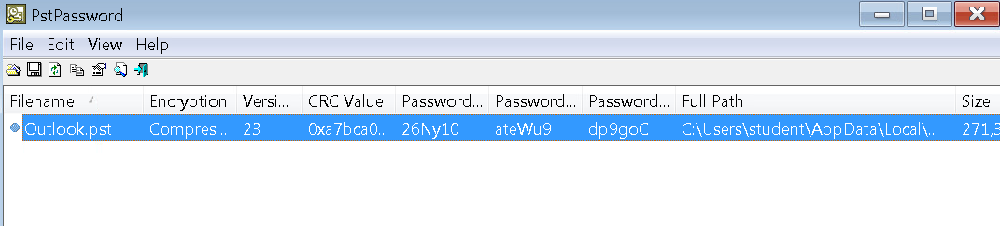 PstPassword
File Edit View Help
Filename Encryption Versi... CRC Value Password... Password... Password... Full Path Size
Outlook.pst Compres... 23 0xa7bca0... 26Ny10 ateWu9 dp9goC C:\Users\student\AppData\Local\... 271,3